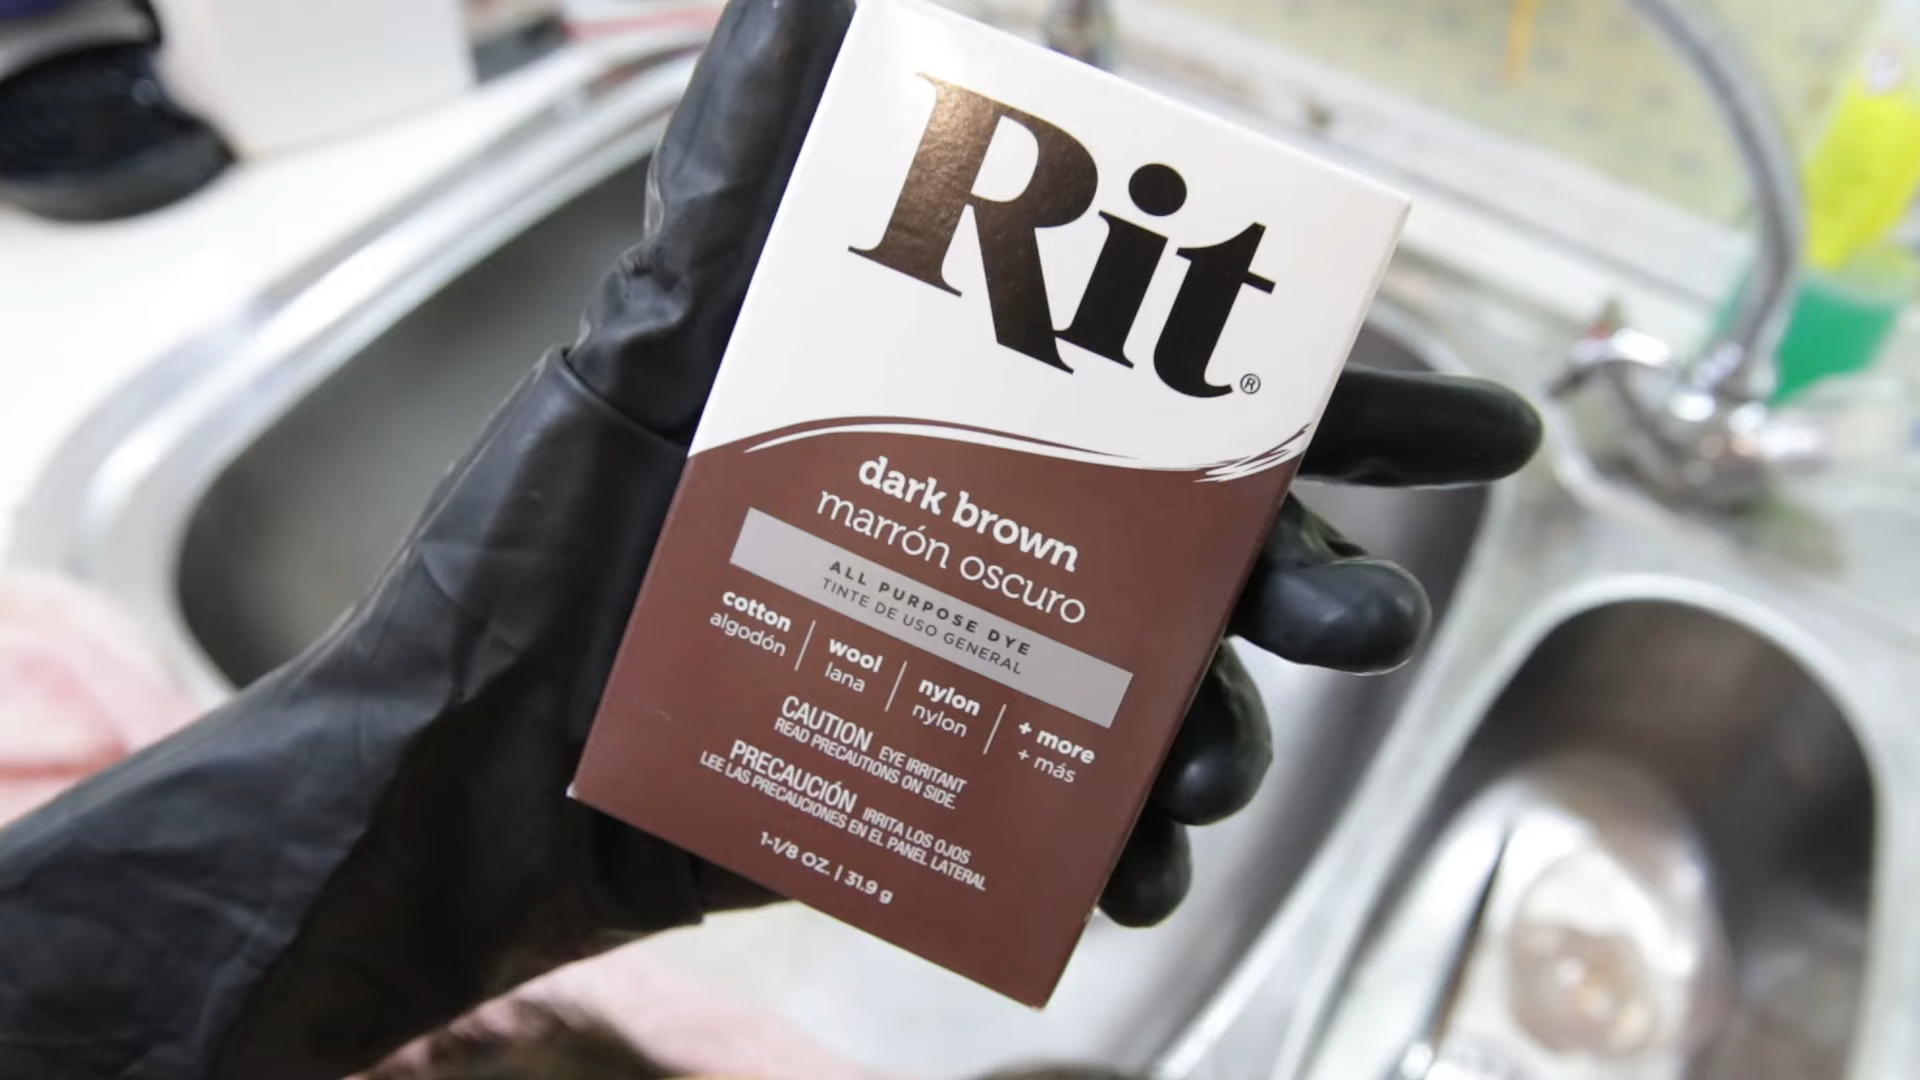 Rit®
dark brown
marrón oscuro
ALL PURPOSE DYE
TINTE DE USO GENERAL
cotton
algodón
wool
lana
nylon
nylon
+ more
+ más
CAUTION EYE IRRITANT
READ PRECAUTIONS ON SIDE.
PRECAUCIÓN IRRITA LOS OJOS
LEE LAS PRECAUCIONES EN EL PANEL LATERAL
1-1/8 OZ. | 31.9 g